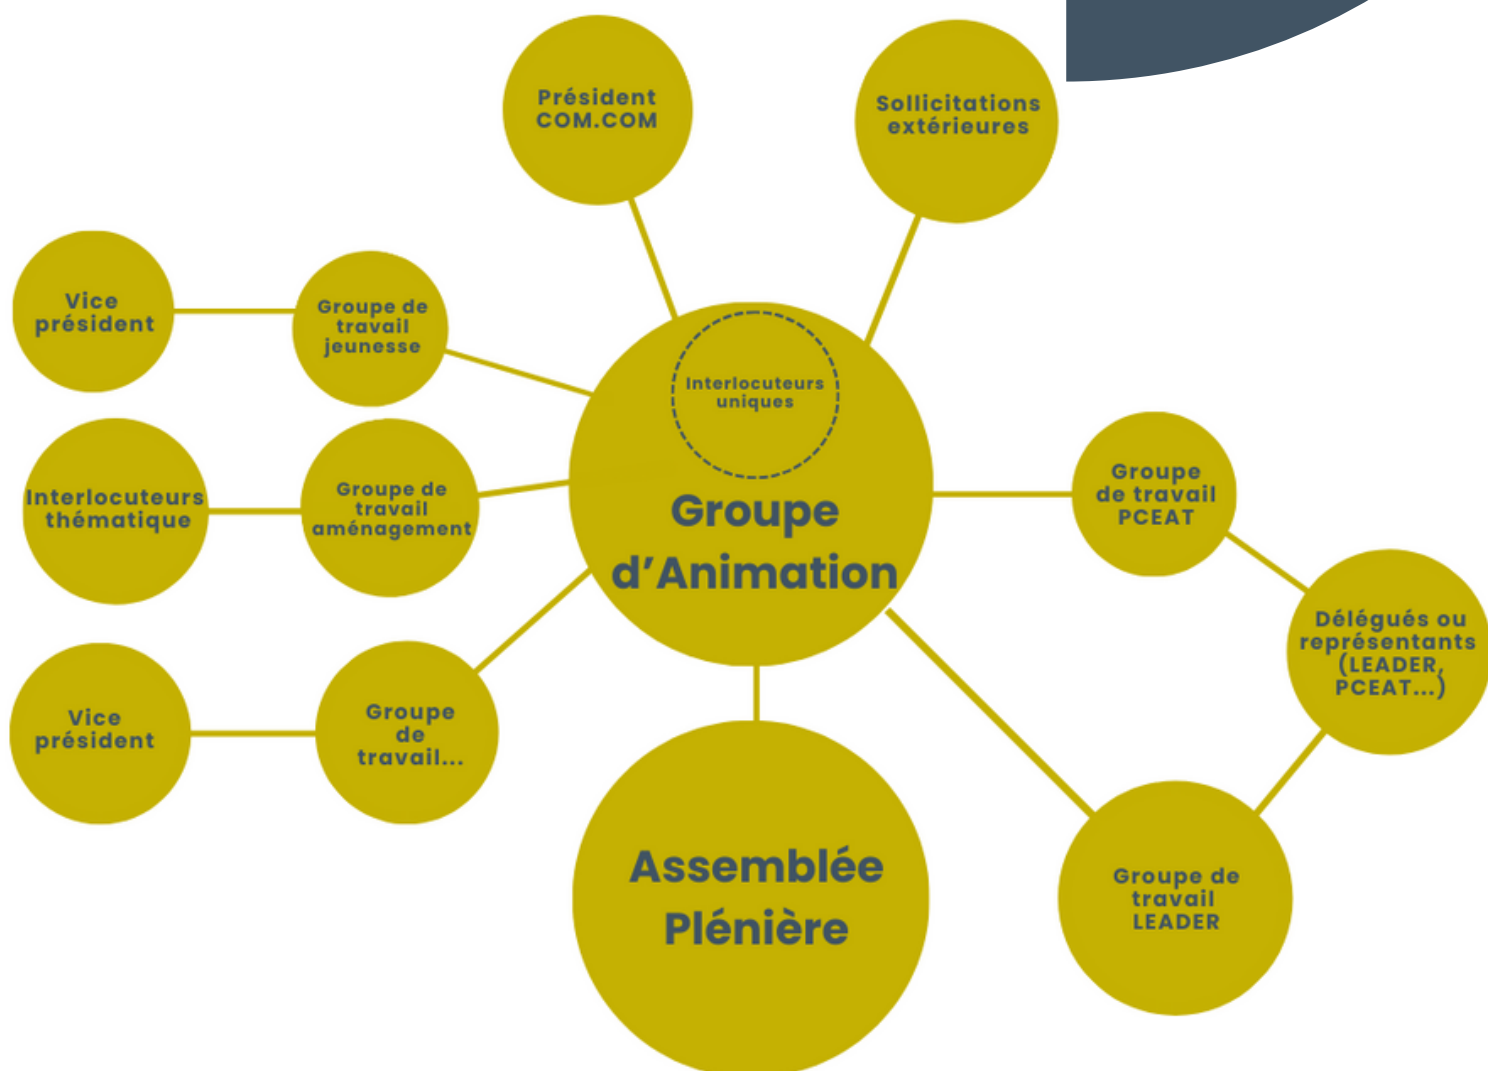 Président
COM.COM
Sollicitations
extérieures
Vice
président
Groupe de
travail
jeunesse
Interlocuteurs
uniques
Interlocuteurs
thématique
Groupe de
travail
aménagement
Groupe
d’Animation
Groupe
de travail
PCEAT
Délégués ou
représentants
(LEADER,
PCEAT...)
Vice
président
Groupe
de
travail...
Assemblée
Plénière
Groupe de
travail
LEADER